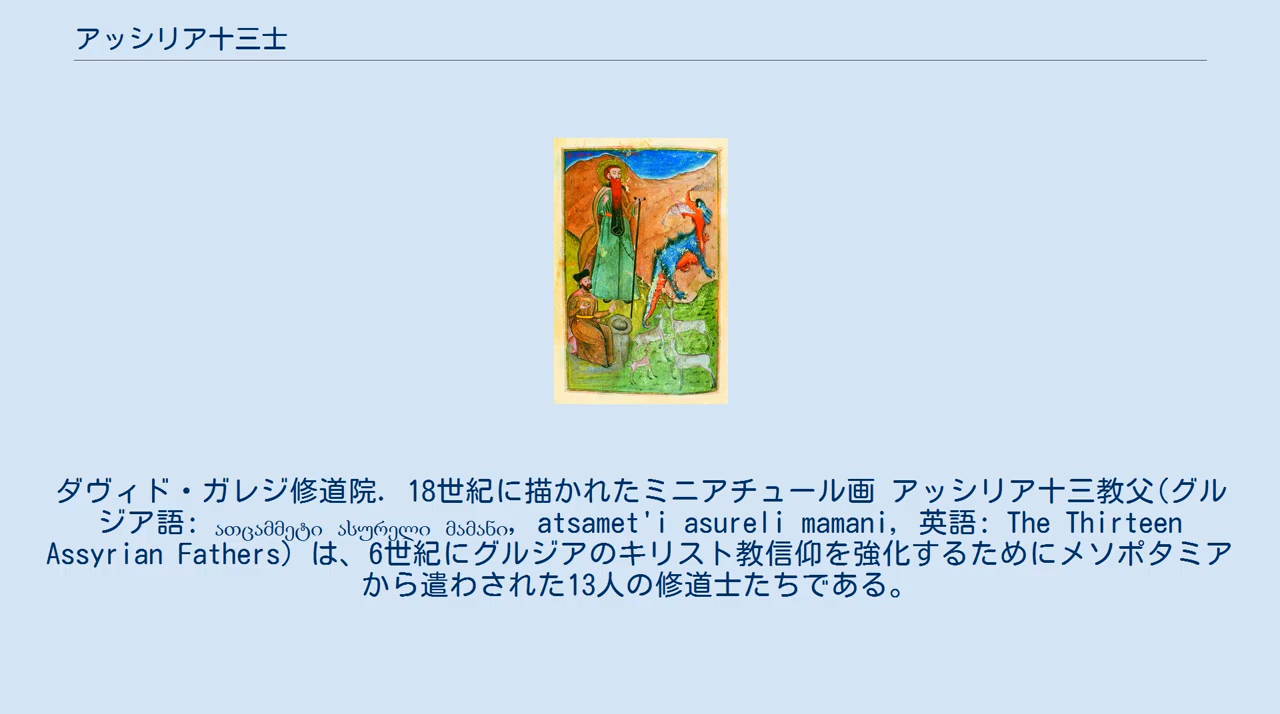 アッシリア十三士
ダヴィド・ガレジ修道院. 18世紀に描かれたミニアチュール画 アッシリア十三教父(グル
ジア語: ათცამმეტი ასურელი მამანი, atsamet'i asureli mamani, 英語: The Thirteen
Assyrian Fathers) は、6世紀にグルジアのキリスト教信仰を強化するためにメソポタミア
から遣わされた13人の修道士たちである。